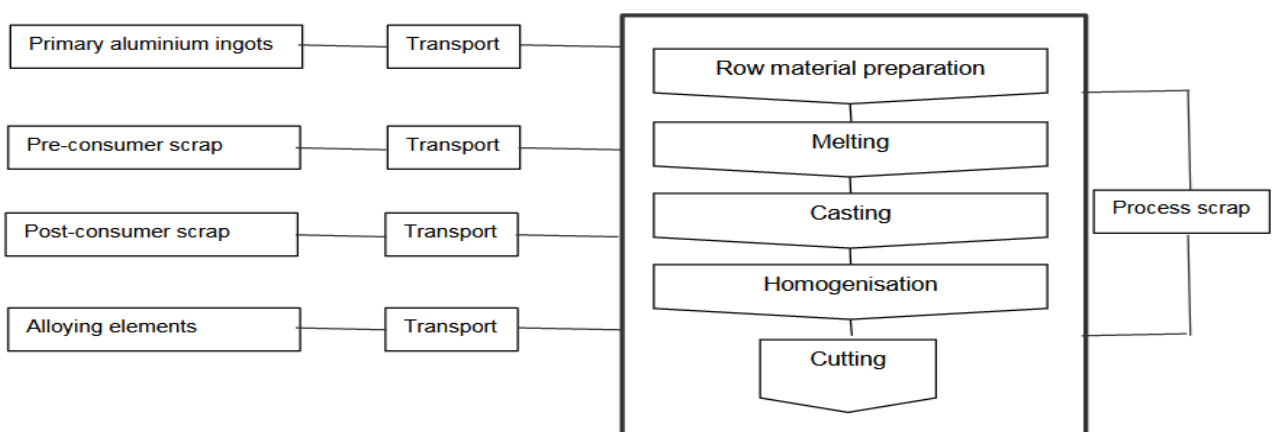 Primary aluminium ingots
Transport
Row material preparation
Pre-consumer scrap
Transport
Melting
Post-consumer scrap
Transport
Casting
Process scrap
Homogenisation
Alloying elements
Transport
Cutting